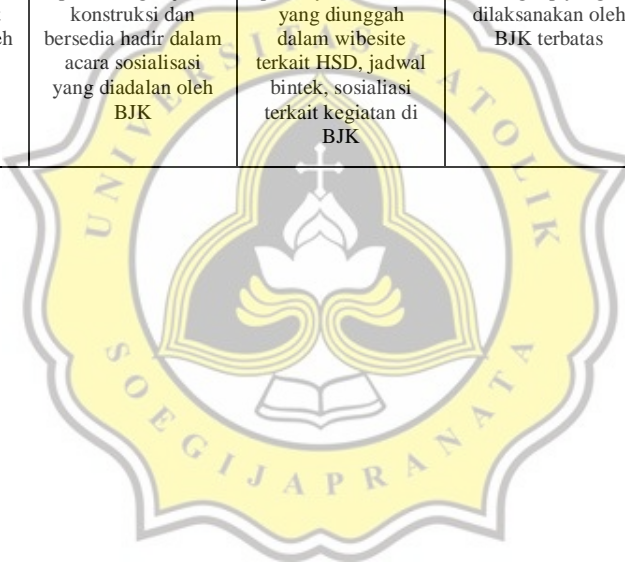 eh
konstruksi dan
bersedia hadir dalam
acara sosialisasi
yang diadalan oleh
BJK
yang diunggah
dalam wibesite
terkait HSD, jadwal
bintek, sosialiasi
terkait kegiatan di
BJK
dilaksanakan oleh
BJK terbatas
UNIVERSITAS KATOLIK
SOEGIJAPRANATA